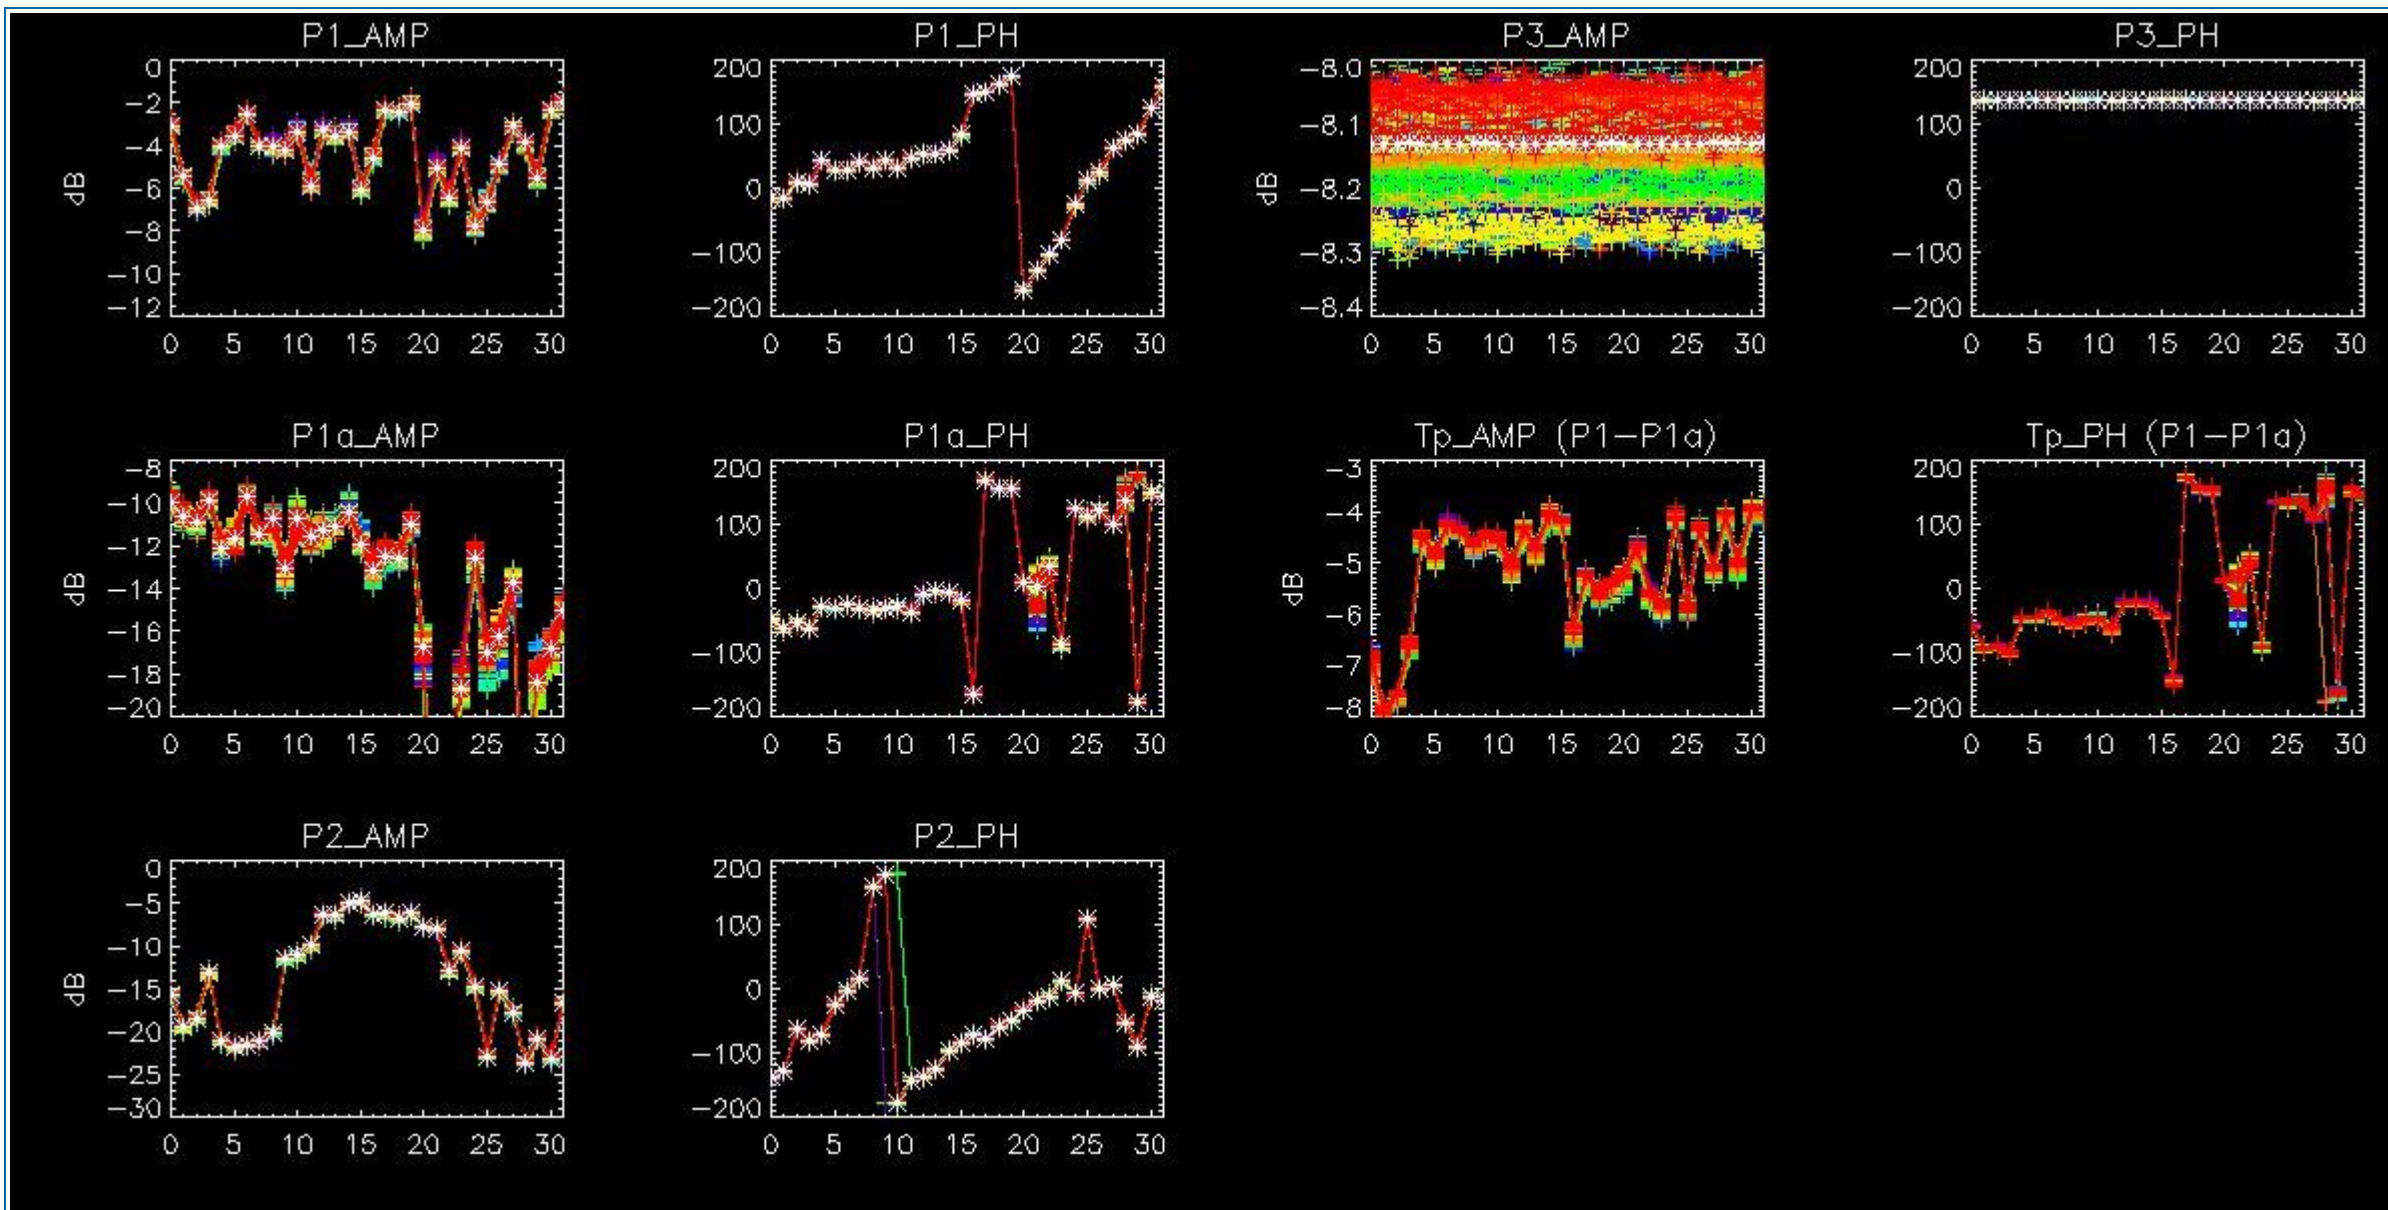 P1_AMP
P1_PH
P3_AMP
P3_PH
0
−2
−4
−6
−8
−10
−12
dB
0 5 10 15 20 25 30
200
100
0
−100
−200
0 5 10 15 20 25 30
−8.0
−8.1
−8.2
−8.3
−8.4
dB
0 5 10 15 20 25 30
200
100
0
−100
−200
0 5 10 15 20 25 30
P1a_AMP
P1a_PH
Tp_AMP (P1−P1a)
Tp_PH (P1−P1a)
−8
−10
−12
−14
−16
−18
−20
dB
0 5 10 15 20 25 30
200
100
0
−100
−200
0 5 10 15 20 25 30
−3
−4
−5
−6
−7
−8
dB
0 5 10 15 20 25 30
200
100
0
−100
−200
0 5 10 15 20 25 30
P2_AMP
P2_PH
0
−5
−10
−15
−20
−25
−30
dB
0 5 10 15 20 25 30
200
100
0
−100
−200
0 5 10 15 20 25 30